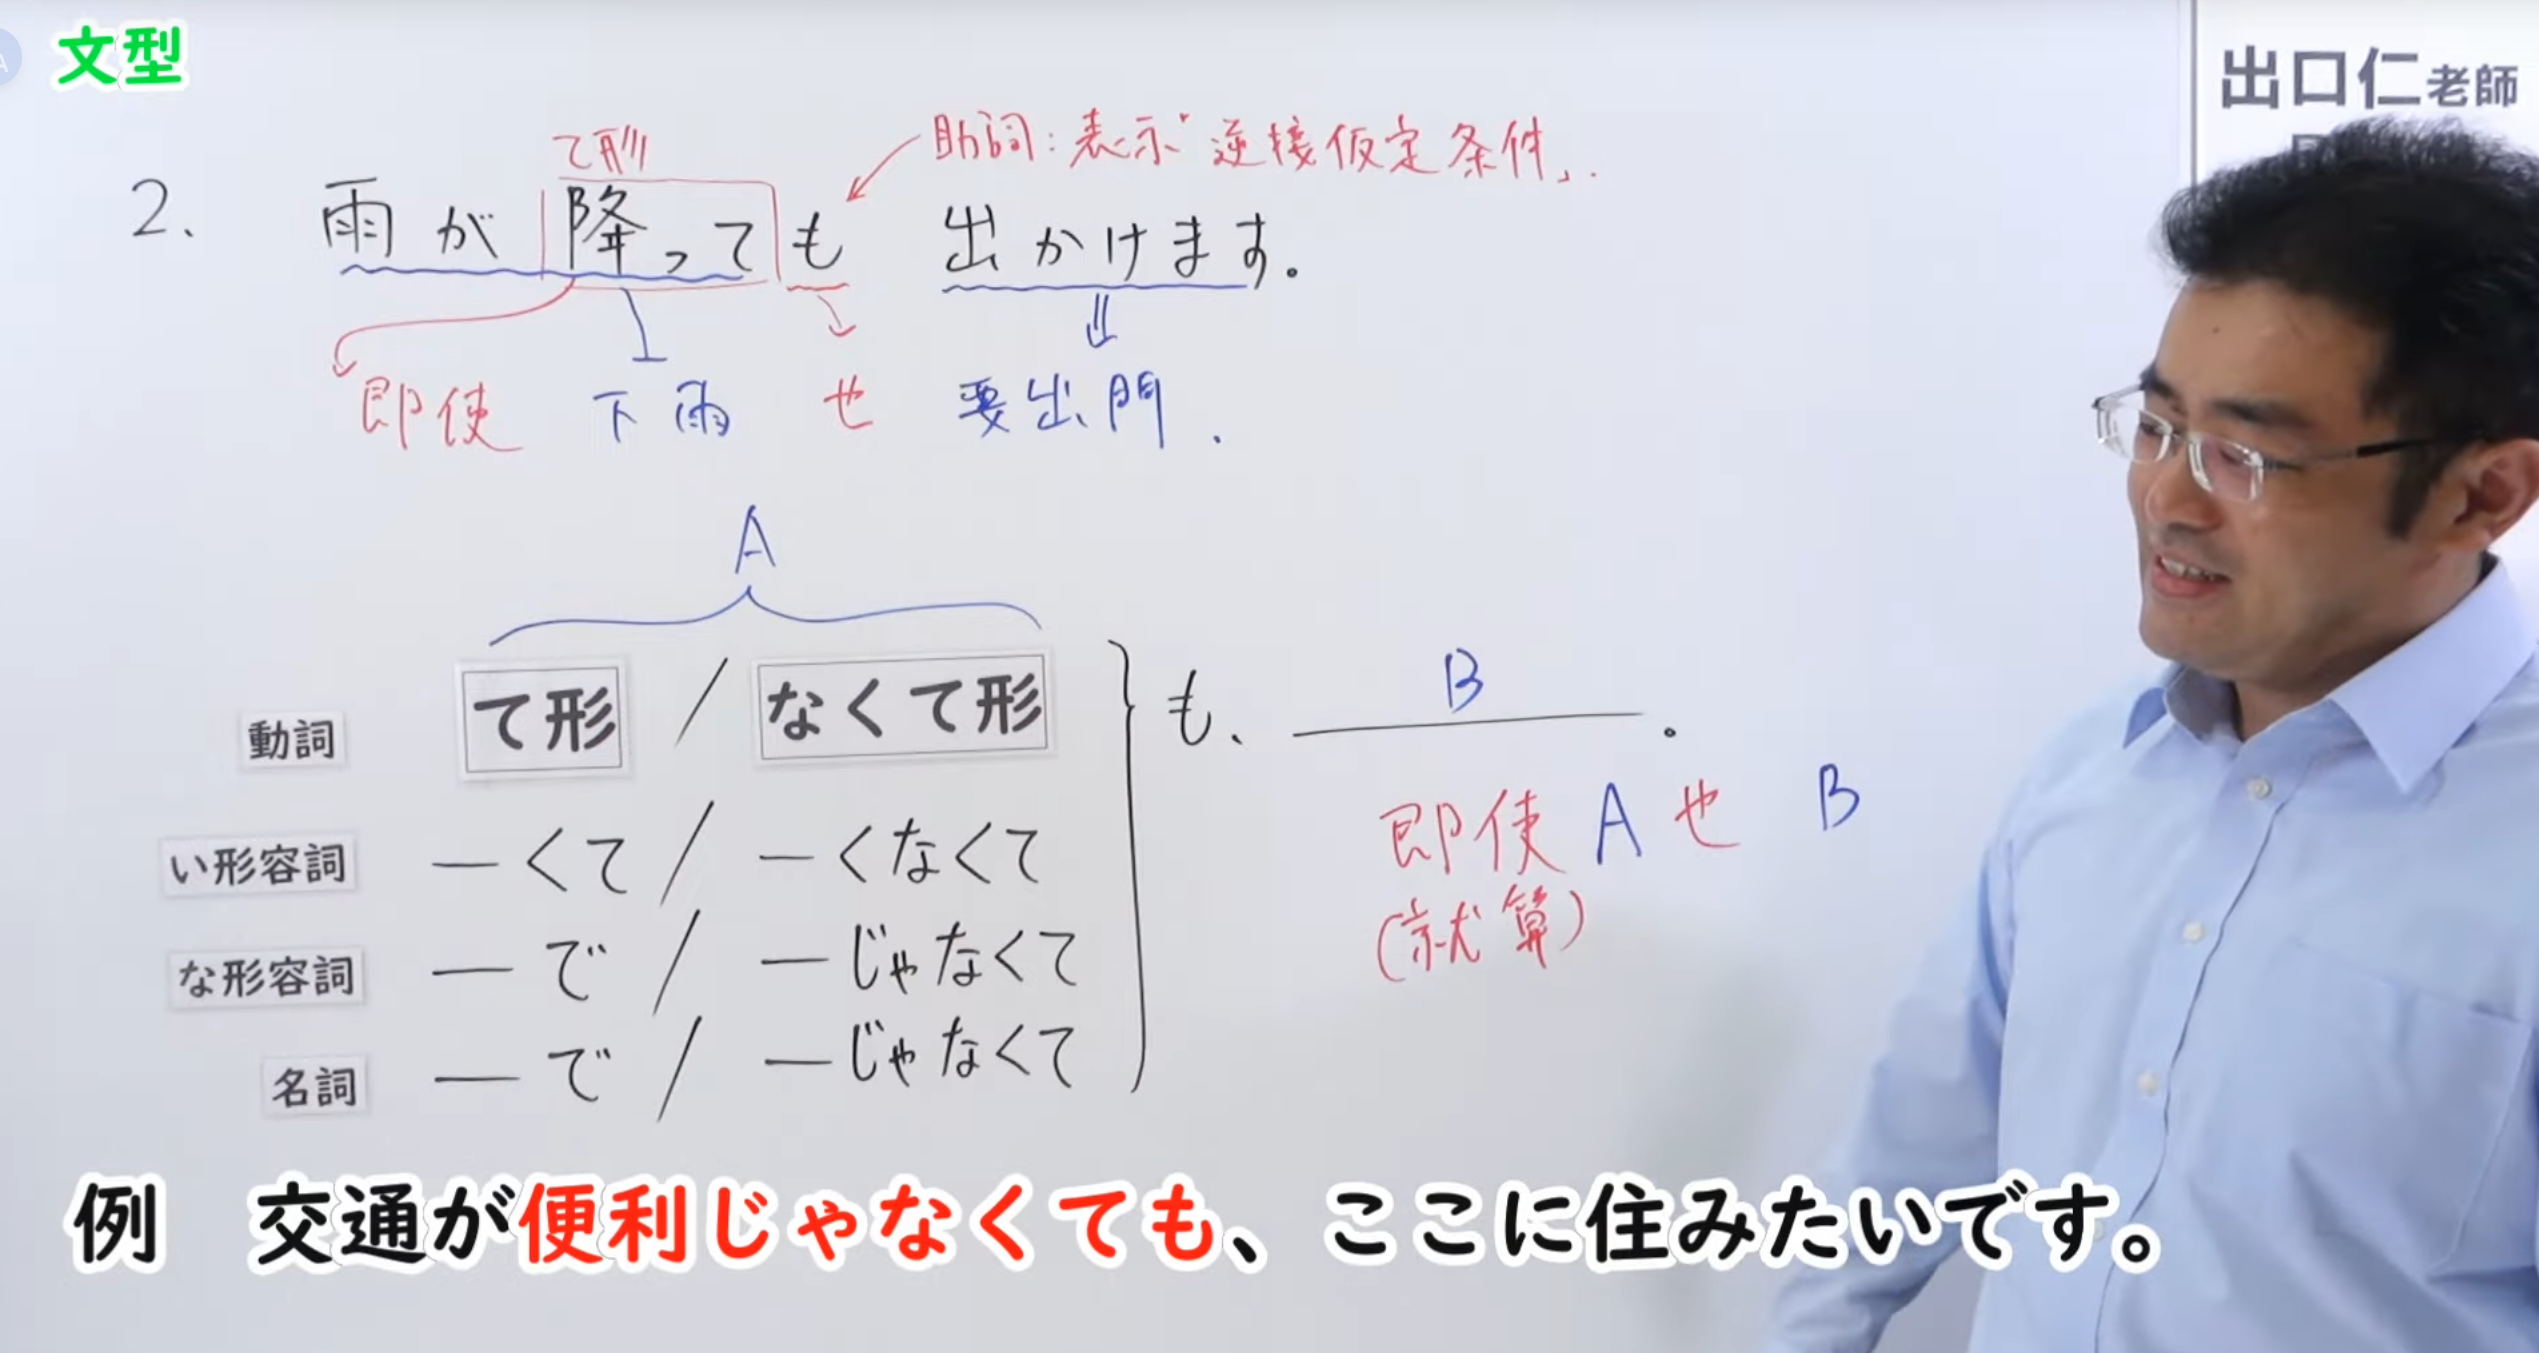 文型
出口仁老師
て形
助詞：表示「逆接仮定条件」.
2、雨が降っても 出かけます。
即使 下雨 也 要出門.
A
動詞 て形 / なくて形 も、 B 。
い形容詞 ーくて / ーくなくて
即使 A 也 B
(就算)
な形容詞 ーで / ーじゃなくて
名詞 ーで / ーじゃなくて
例 交通が便利じゃなくても、ここに住みたいです。